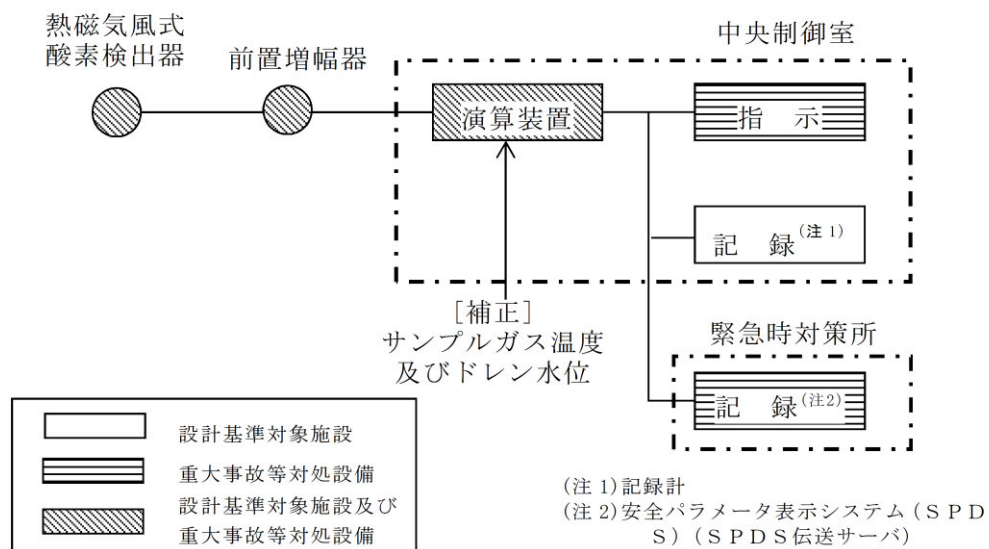 熱磁気風式
酸素検出器
前置増幅器
中央制御室
演算装置
指 示
記 録(注1)
[補正]
サンプルガス温度
及びドレン水位
緊急時対策所
記 録(注2)
設計基準対象施設
重大事故等対処設備
設計基準対象施設及び
重大事故等対処設備
(注1)記録計
(注2)安全パラメータ表示システム(SPD
S)(SPDS伝送サーバ)